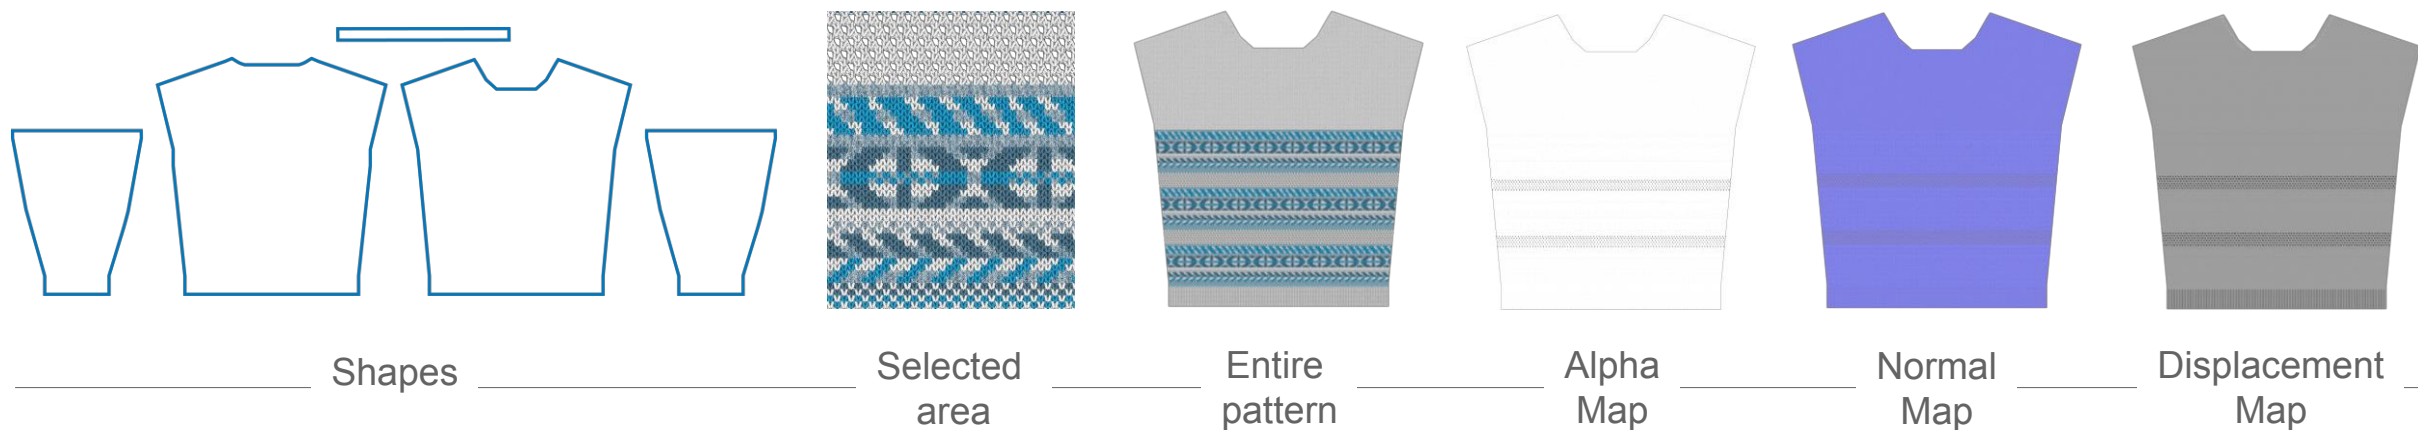 Shapes
Selected
area
Entire
pattern
Alpha
Map
Normal
Map
Displacement
Map